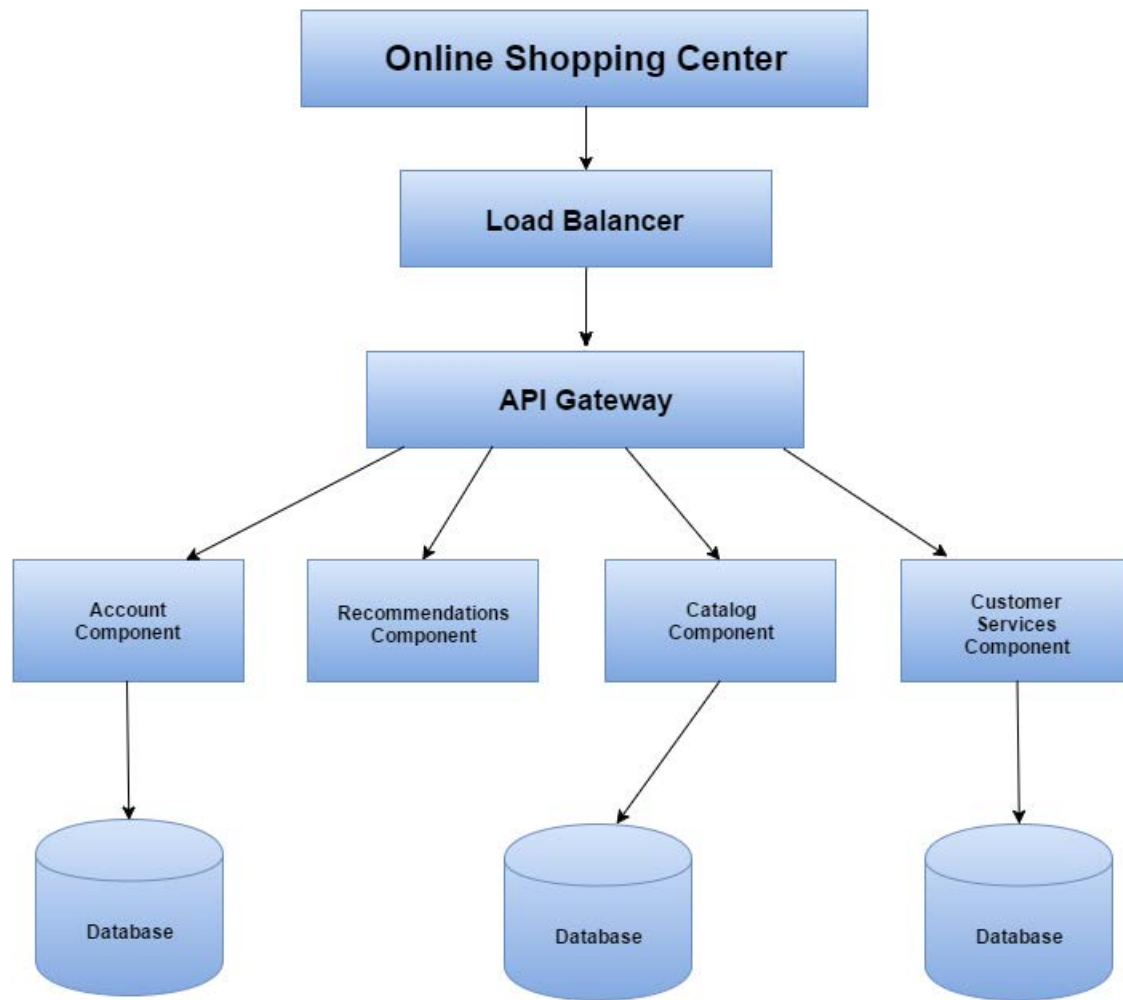 Online Shopping Center
Load Balancer
API Gateway
Account
Component
Recommendations
Component
Catalog
Component
Customer
Services
Component
Database
Database
Database